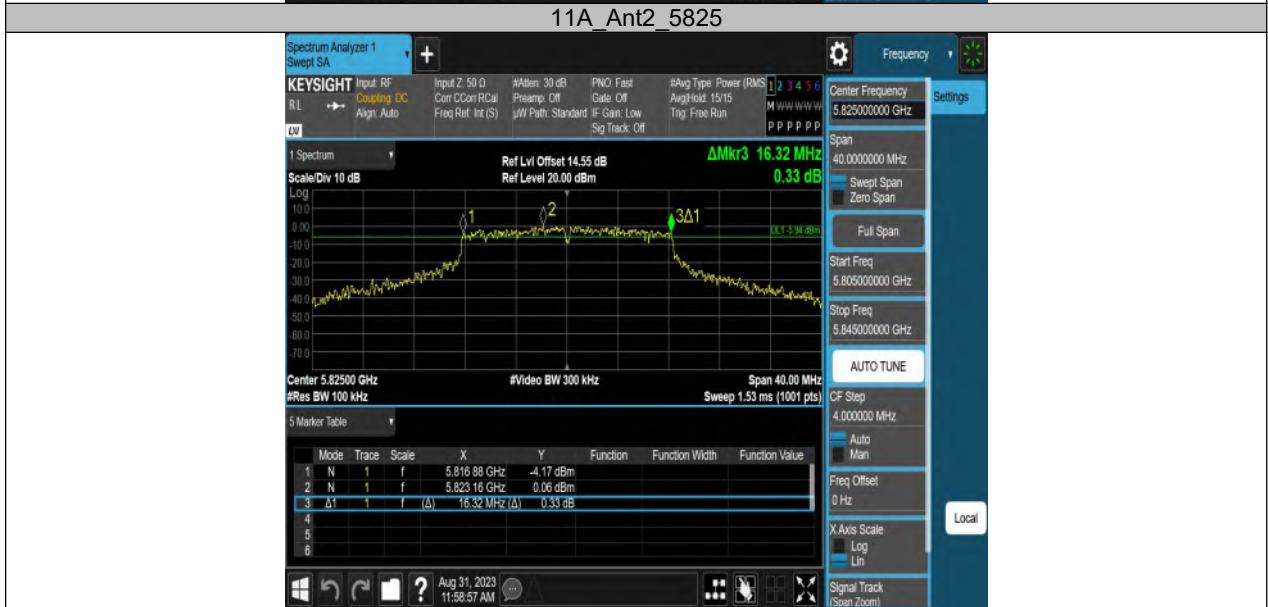 11A_Ant2_5825
Spectrum Analyzer 1
Swept SA
+
Frequency
KEYSIGHT
RL
LXI
Input: RF
Coupling: DC
Align: Auto
Input Z: 50 Ω
Corr CCorr RCal
Freq Ref: Int (S)
#Atten: 30 dB
Preamp: Off
µW Path: Standard
PNO: Fast
Gate: Off
IF Gain: Low
Sig Track: Off
#Avg Type: Power (RMS
Avg|Hold: 15/15
Trig: Free Run
1 2 3 4 5 6
M W W W W W
P P P P P P
1 Spectrum
Scale/Div 10 dB
Ref Lvl Offset 14.55 dB
Ref Level 20.00 dBm
ΔMkr3 16.32 MHz
0.33 dB
Log
10.0
0.00
-10.0
-20.0
-30.0
-40.0
-50.0
-60.0
-70.0
1
2
3Δ1
DL1 -5.94 dBm
Center 5.82500 GHz
#Res BW 100 kHz
#Video BW 300 kHz
Span 40.00 MHz
Sweep 1.53 ms (1001 pts)
5 Marker Table
Mode Trace Scale X Y Function Function Width Function Value
1 N 1 f 5.816 88 GHz -4.17 dBm
2 N 1 f 5.823 16 GHz 0.06 dBm
3 Δ1 1 f (Δ) 16.32 MHz (Δ) 0.33 dB
4
5
6
?
Aug 31, 2023
11:58:57 AM
Center Frequency
5.825000000 GHz
Settings
Span
40.0000000 MHz
Swept Span
Zero Span
Full Span
Start Freq
5.805000000 GHz
Stop Freq
5.845000000 GHz
AUTO TUNE
CF Step
4.000000 MHz
Auto
Man
Freq Offset
0 Hz
X Axis Scale
Log
Lin
Local
Signal Track
(Span Zoom)